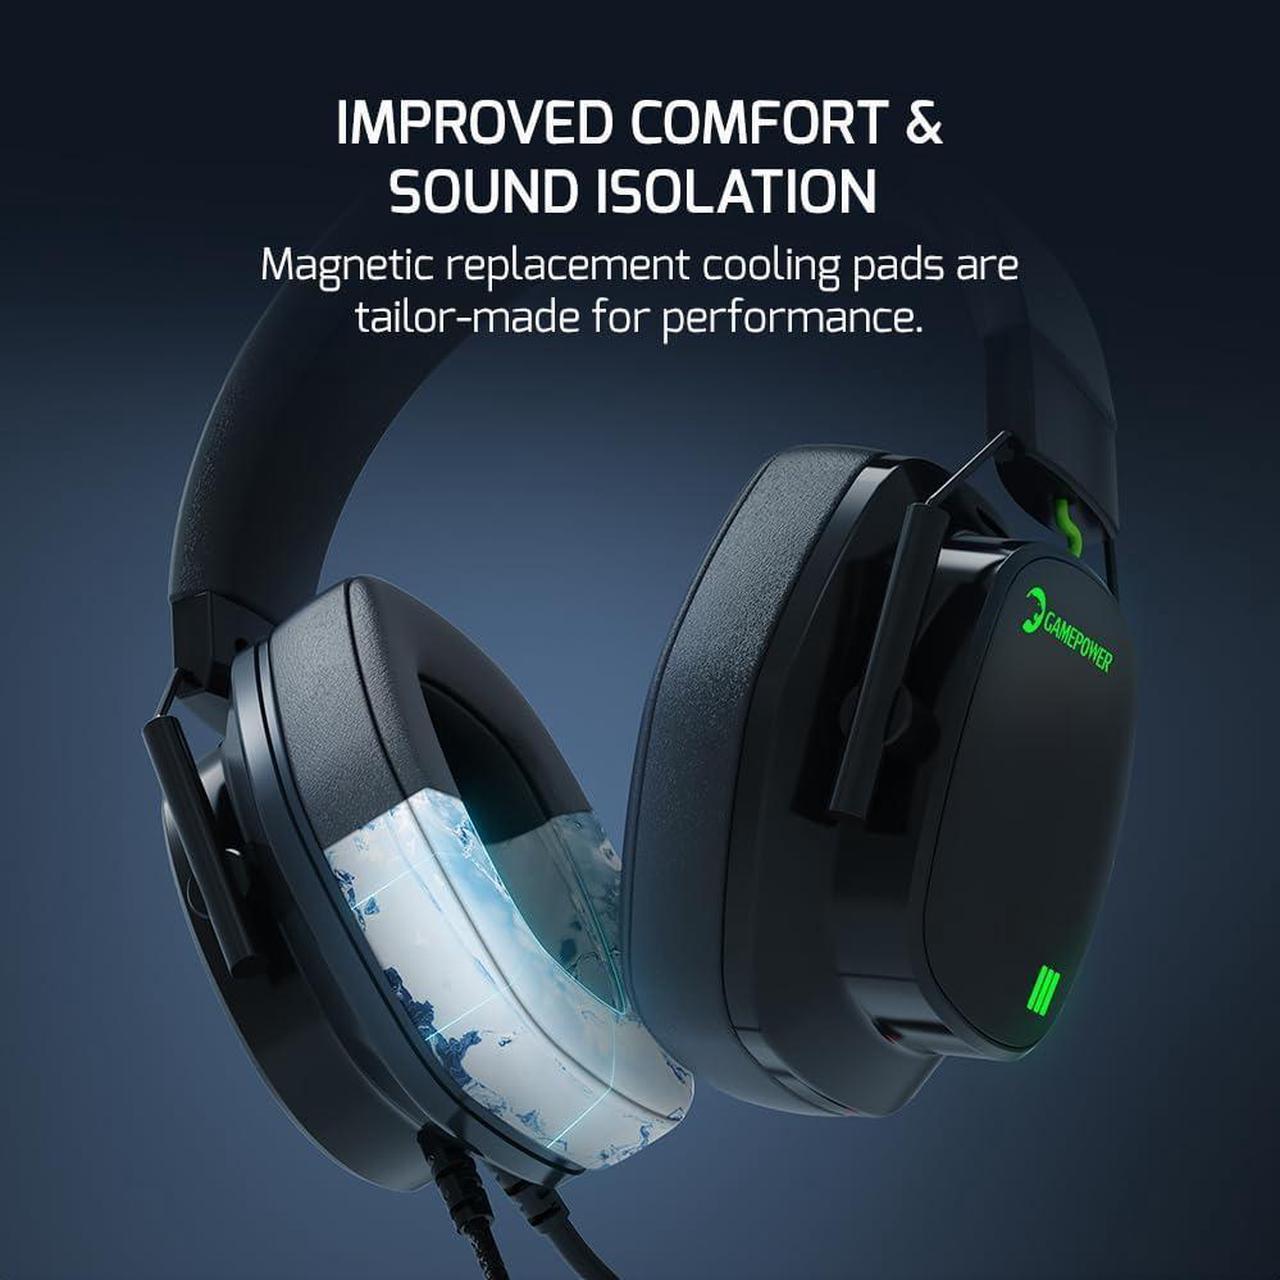 IMPROVED COMFORT &
SOUND ISOLATION
Magnetic replacement cooling pads are
tailor-made for performance.
GAMEPOWER